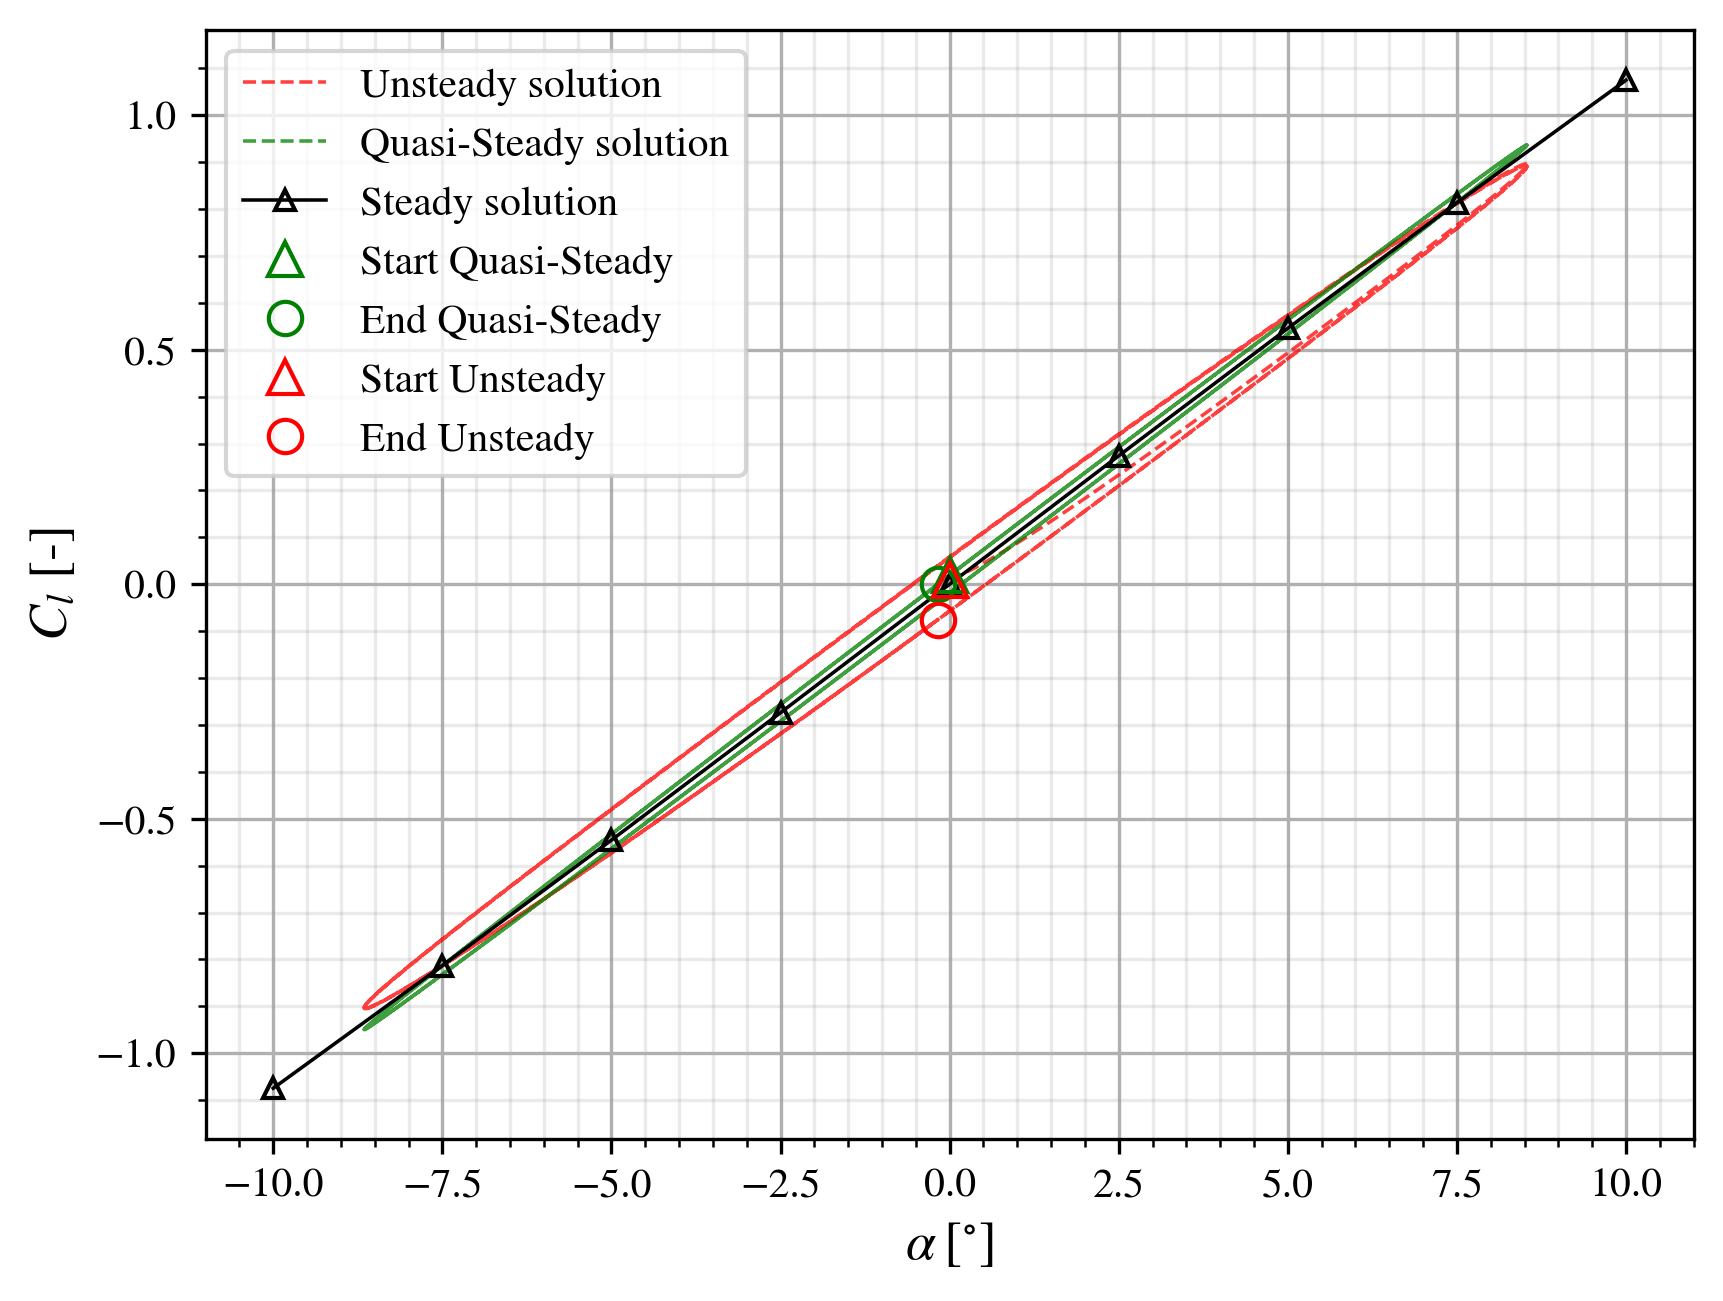 Unsteady solution
Quasi-Steady solution
Steady solution
Start Quasi-Steady
End Quasi-Steady
Start Unsteady
End Unsteady
1.0
0.5
0.0
−0.5
−1.0
C_l [-]
−10.0 −7.5 −5.0 −2.5 0.0 2.5 5.0 7.5 10.0
α [°]